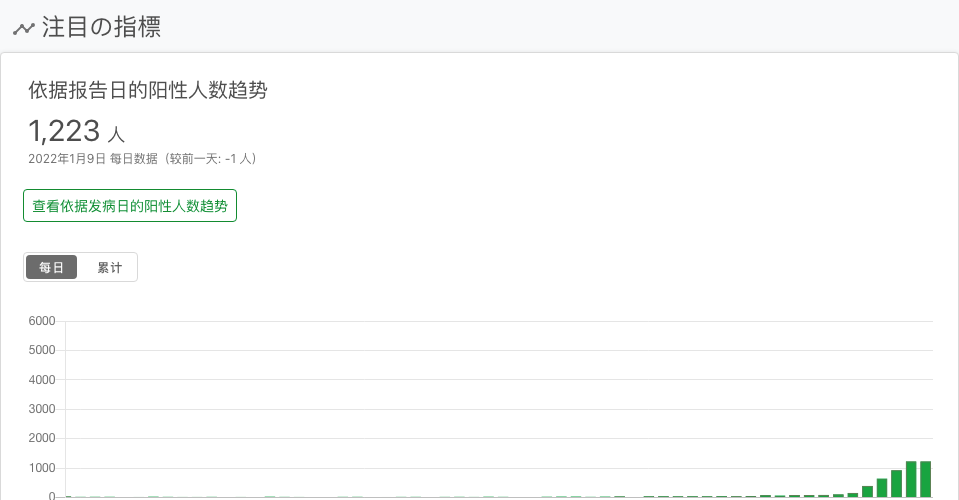 注目の指標
依据报告日的阳性人数趋势
1,223 人
2022年1月9日 每日数据（较前一天: -1 人）
查看依据发病日的阳性人数趋势
每日 累计
6000
5000
4000
3000
2000
1000
0